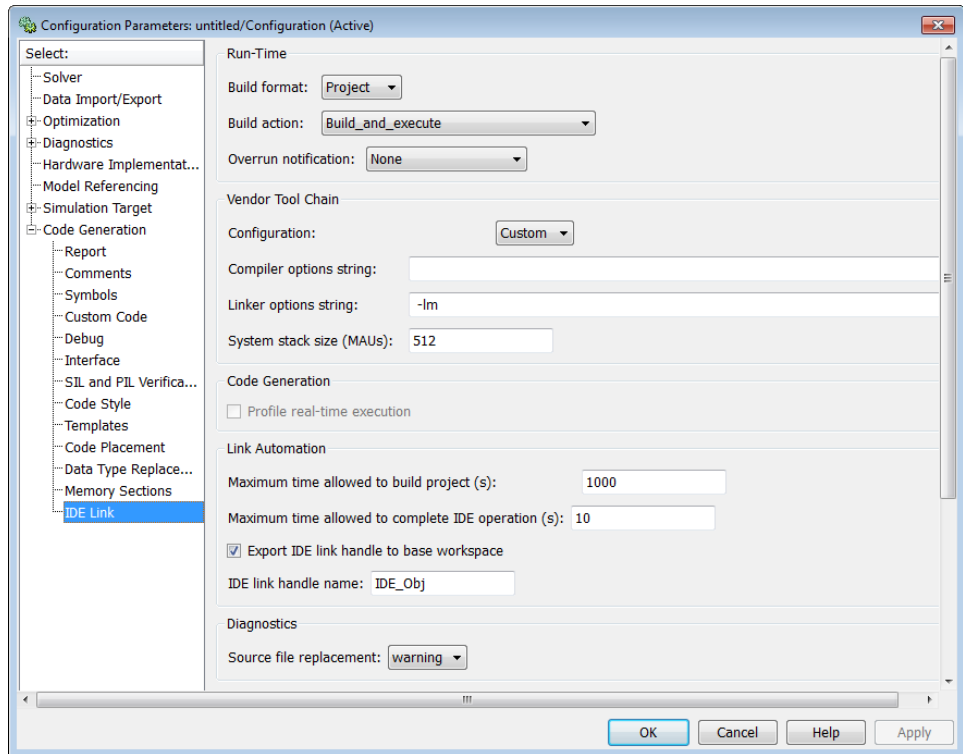 Configuration Parameters: untitled/Configuration (Active)
Select:
Solver
Data Import/Export
Optimization
Diagnostics
Hardware Implementat...
Model Referencing
Simulation Target
Code Generation
Report
Comments
Symbols
Custom Code
Debug
Interface
SIL and PIL Verifica...
Code Style
Templates
Code Placement
Data Type Replace...
Memory Sections
IDE Link
Run-Time
Build format: Project
Build action: Build_and_execute
Overrun notification: None
Vendor Tool Chain
Configuration: Custom
Compiler options string:
Linker options string: -lm
System stack size (MAUs): 512
Code Generation
Profile real-time execution
Link Automation
Maximum time allowed to build project (s): 1000
Maximum time allowed to complete IDE operation (s): 10
Export IDE link handle to base workspace
IDE link handle name: IDE_Obj
Diagnostics
Source file replacement: warning
OK Cancel Help Apply